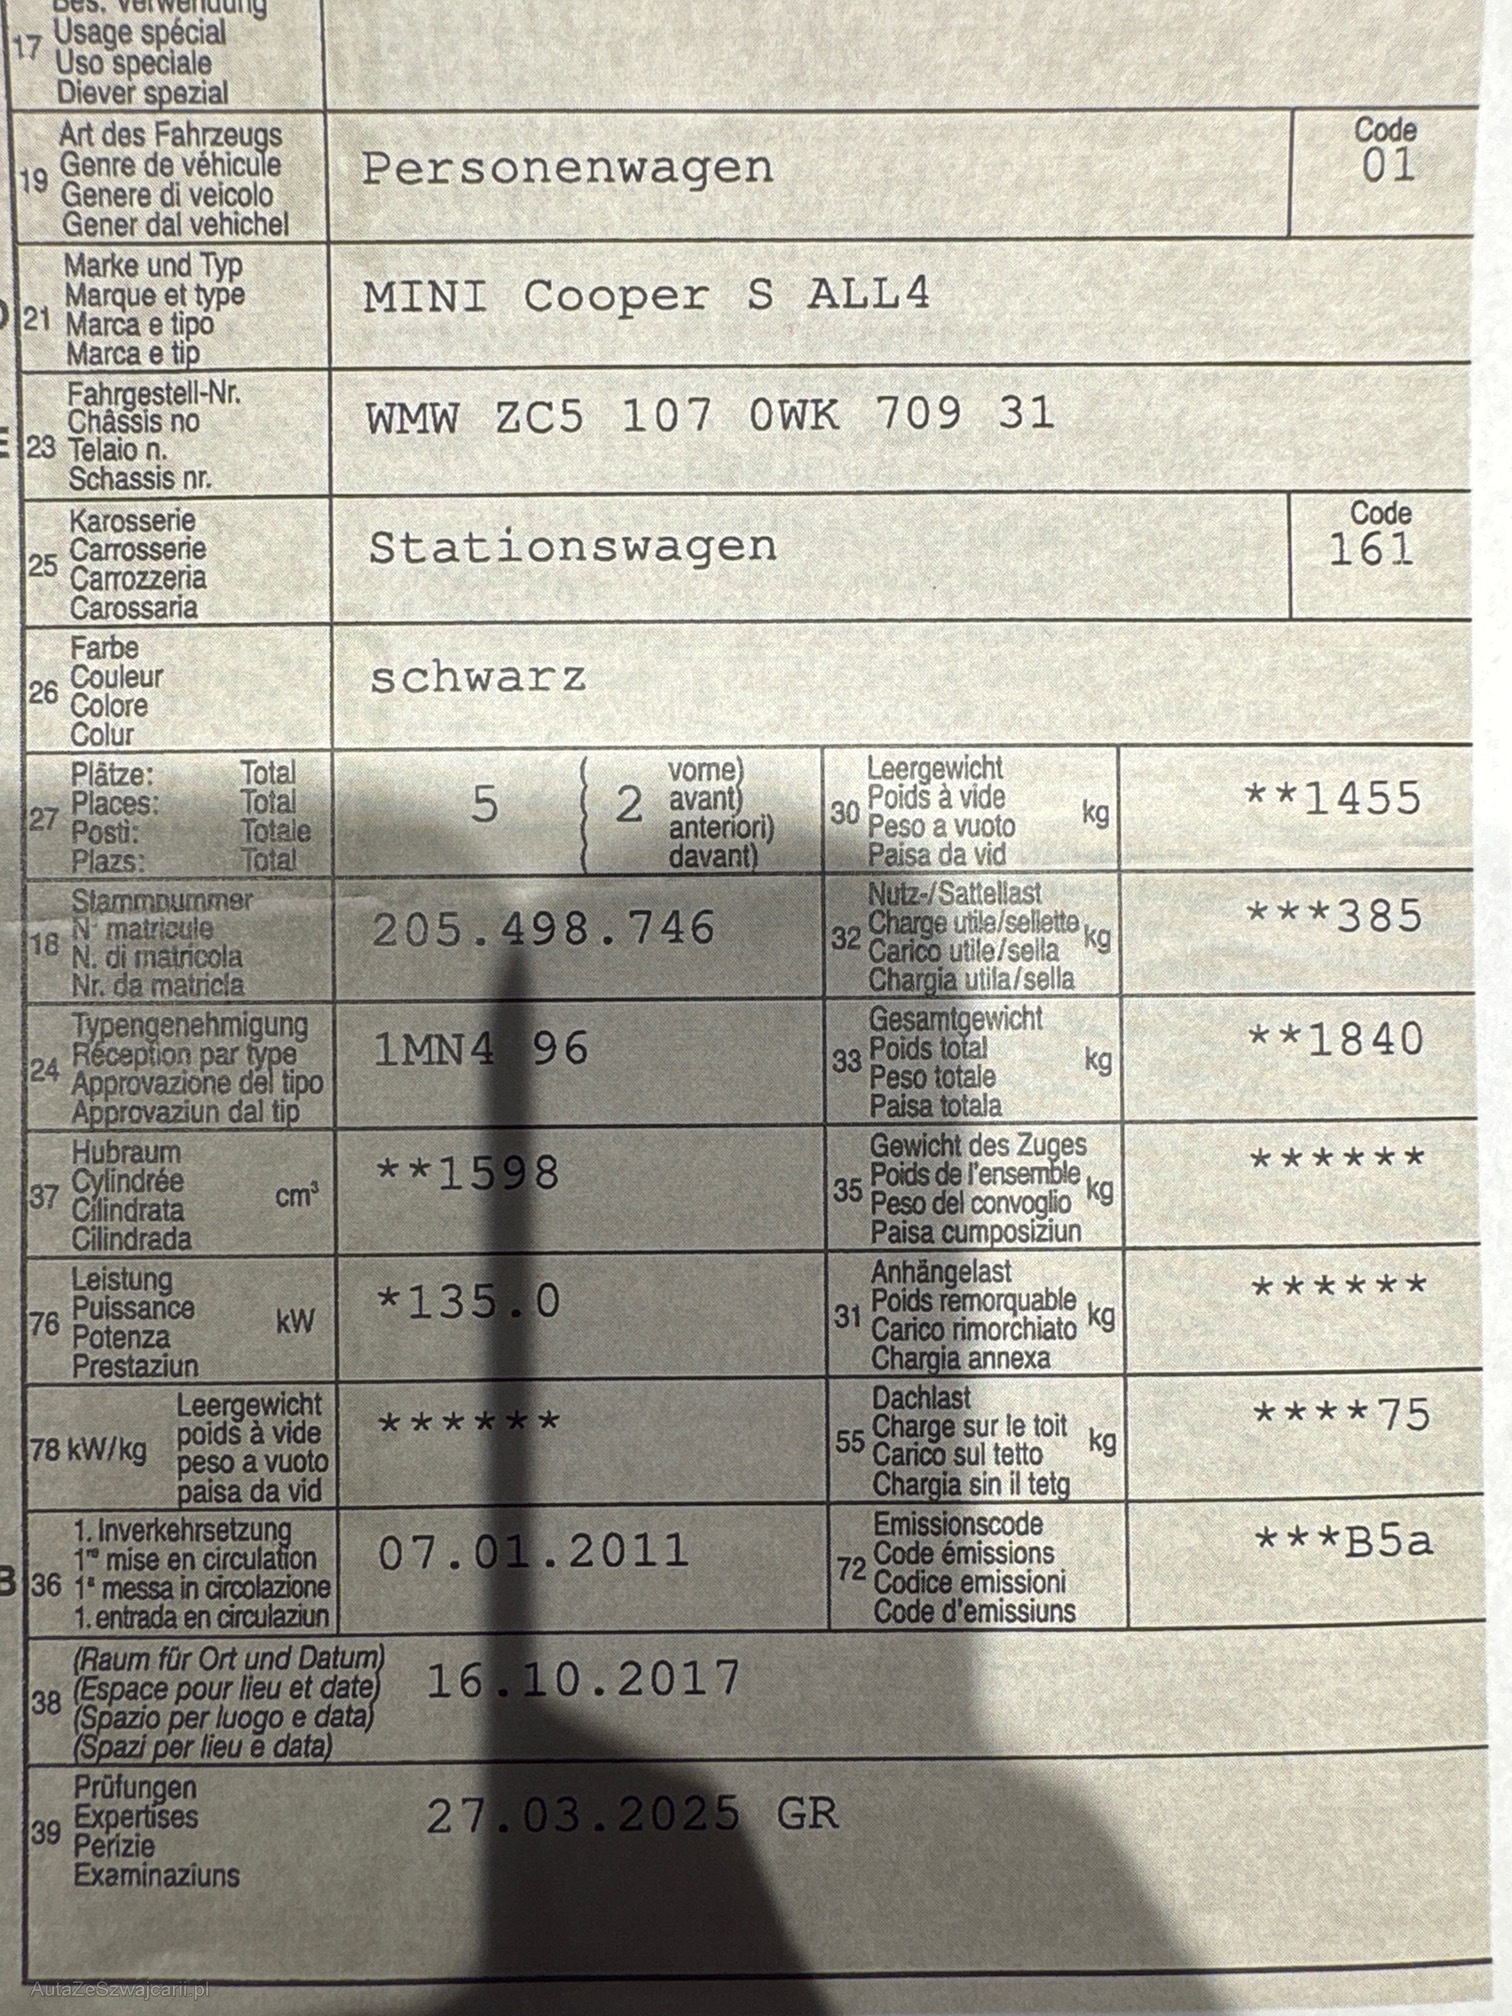 Bes. Verwendung
17 Usage spécial
Uso speciale
Diever spezial
Art des Fahrzeugs
19 Genre de véhicule
Genere di veicolo
Gener dal vehichel
Personenwagen
Code
01
Marke und Typ
21 Marque et type
Marca e tipo
Marca e tip
MINI Cooper S ALL4
Fahrgestell-Nr.
Châssis no
E 23 Telaio n.
Schassis nr.
WMW ZC5 107 0WK 709 31
Karosserie
25 Carrosserie
Carrozzeria
Carossaria
Stationswagen
Code
161
Farbe
26 Couleur
Colore
Colur
schwarz
Plätze: Total
27 Places: Total
Posti: Totale
Plazs: Total
5 ( 2 vorne)
avant)
anteriori)
davant)
Leergewicht
30 Poids à vide kg
Peso a vuoto
Paisa da vid
**1455
Stammnummer
18 N° matricule
N. di matricola
Nr. da matricla
205.498.746
Nutz-/Sattellast
32 Charge utile/sellette kg
Carico utile/sella
Chargia utila/sella
***385
Typengenehmigung
24 Réception par type
Approvazione del tipo
Approvaziun dal tip
1MN4 96
Gesamtgewicht
33 Poids total kg
Peso totale
Paisa totala
**1840
Hubraum
37 Cylindrée cm³
Cilindrata
Cilindrada
**1598
Gewicht des Zuges
35 Poids de l'ensemble kg
Peso del convoglio
Paisa cumposiziun
******
Leistung
76 Puissance kW
Potenza
Prestaziun
*135.0
Anhängelast
31 Poids remorquable kg
Carico rimorchiato
Chargia annexa
******
Leergewicht
78 kW/kg poids à vide
peso a vuoto
paisa da vid
******
Dachlast
55 Charge sur le toit kg
Carico sul tetto
Chargia sin il tetg
****75
1. Inverkehrsetzung
1re mise en circulation
B 36 1a messa in circolazione
1. entrada en circulaziun
07.01.2011
Emissionscode
72 Code émissions
Codice emissioni
Code d'emissiuns
***B5a
(Raum für Ort und Datum)
38 (Espace pour lieu et date)
(Spazio per luogo e data)
(Spazi per lieu e data)
16.10.2017
Prüfungen
39 Expertises
Perizie
Examinaziuns
27.03.2025 GR
AutaZeSzwajcarii.pl